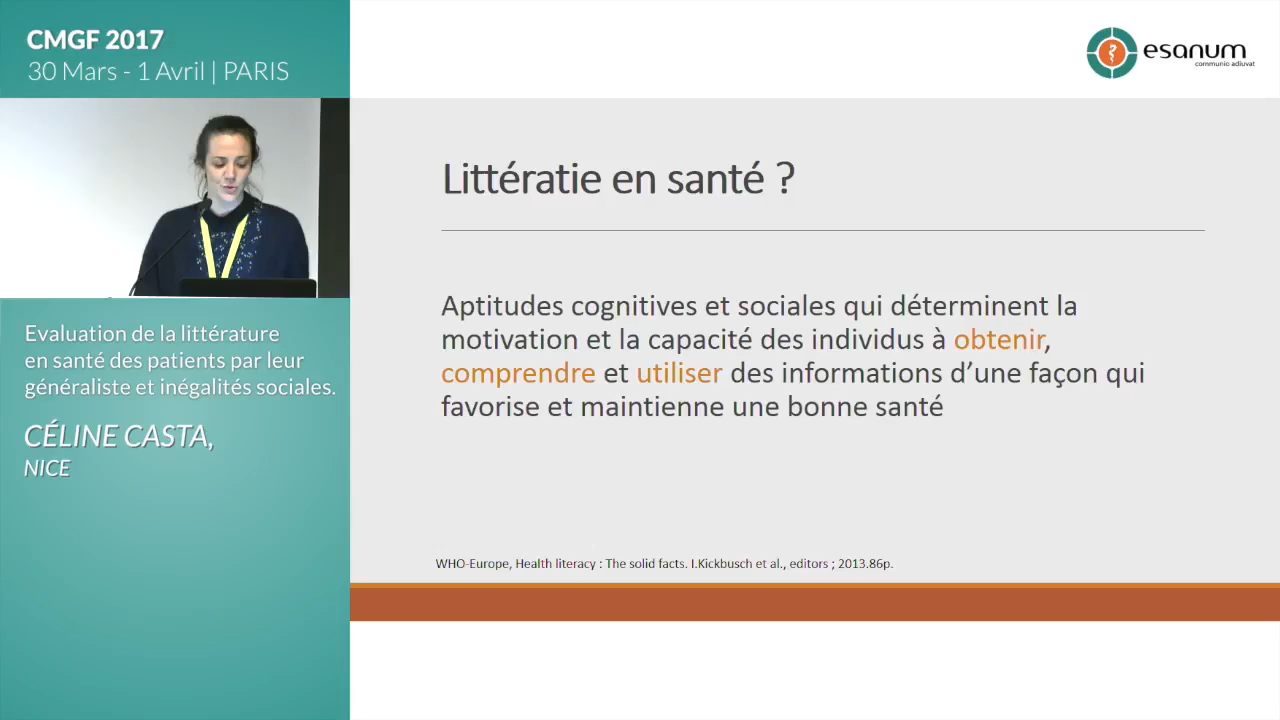 CMGF 2017
30 Mars - 1 Avril | PARIS
esanum
communio adiuvat
Littératie en santé ?
Aptitudes cognitives et sociales qui déterminent la
motivation et la capacité des individus à obtenir,
comprendre et utiliser des informations d’une façon qui
favorise et maintienne une bonne santé
WHO-Europe, Health literacy : The solid facts. I.Kickbusch et al., editors ; 2013.86p.
Evaluation de la littérature
en santé des patients par leur
généraliste et inégalités sociales.
CÉLINE CASTA,
NICE